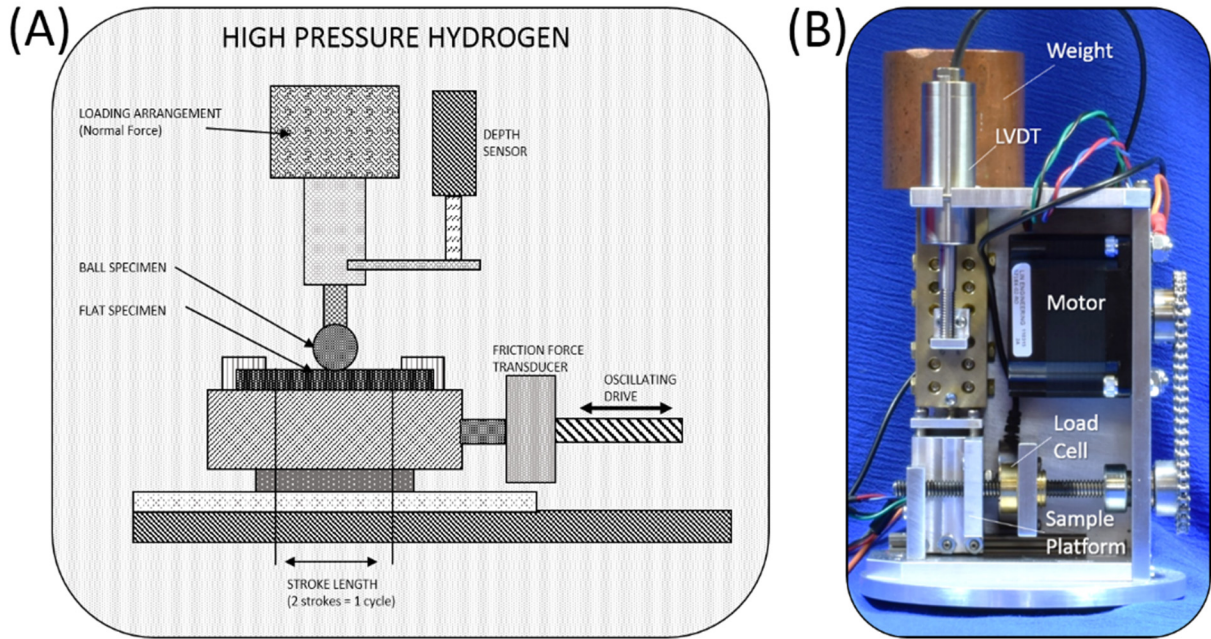 (A)
HIGH PRESSURE HYDROGEN
LOADING ARRANGEMENT
(Normal Force)
DEPTH
SENSOR
BALL SPECIMEN
FLAT SPECIMEN
FRICTION FORCE
TRANSDUCER
OSCILLATING
DRIVE
STROKE LENGTH
(2 strokes = 1 cycle)
(B)
Weight
LVDT
Motor
Load
Cell
Sample
Platform